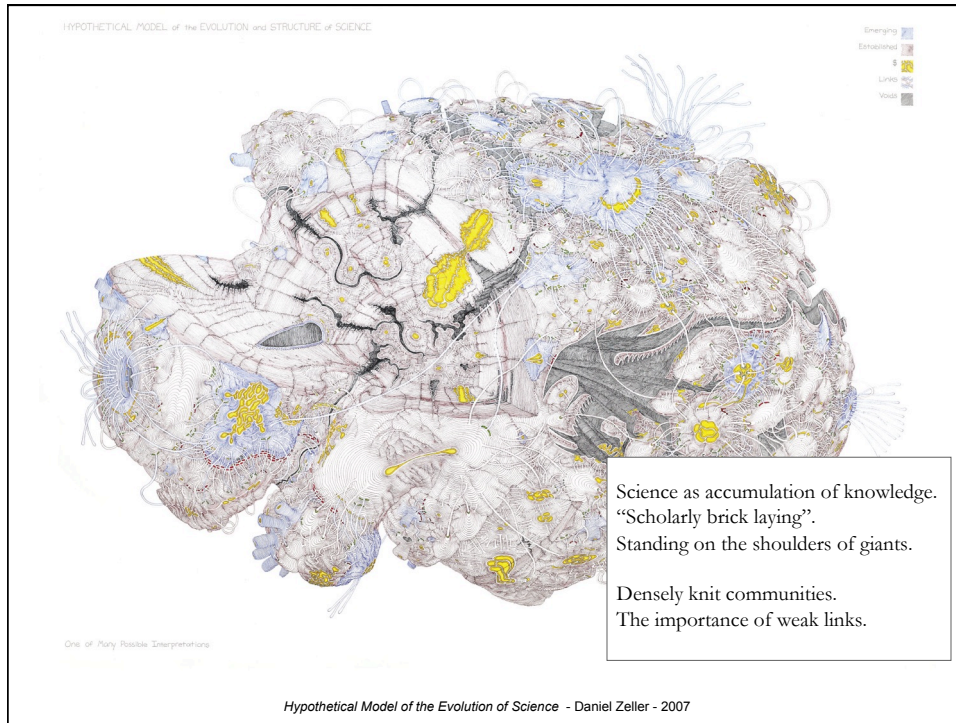 HYPOTHETICAL MODEL of the EVOLUTION and STRUCTURE of SCIENCE
Emerging
Established
$
Links
Voids
Science as accumulation of knowledge.
“Scholarly brick laying”.
Standing on the shoulders of giants.
Densely knit communities.
The importance of weak links.
One of Many Possible Interpretations
Hypothetical Model of the Evolution of Science - Daniel Zeller - 2007